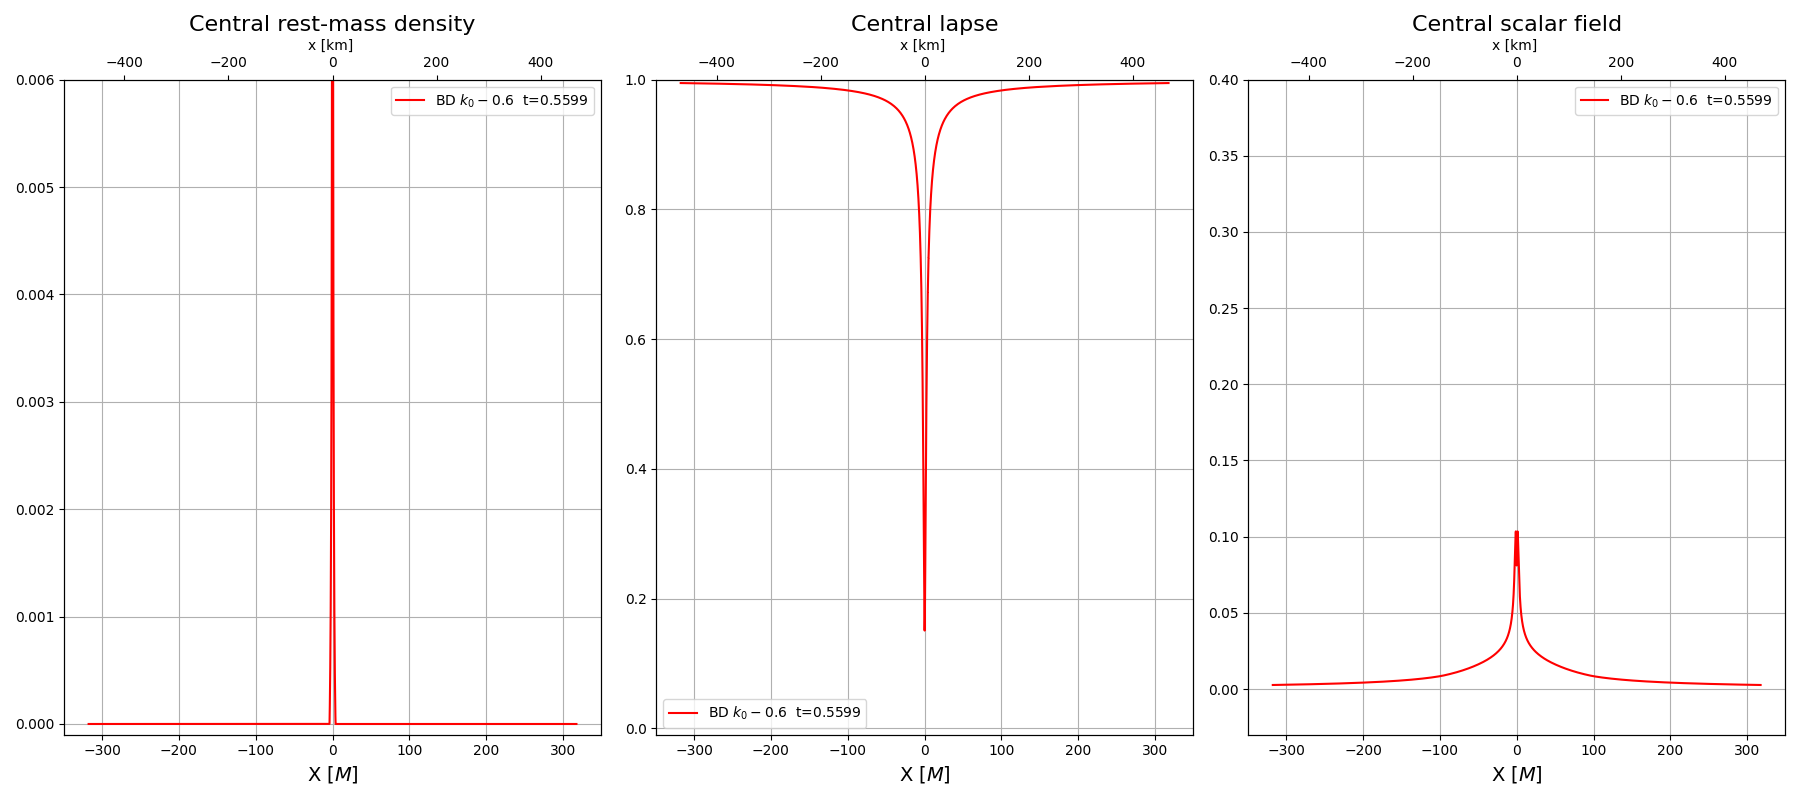 Central rest-mass density
x [km]
−400 −200 0 200 400
0.006
0.005
0.004
0.003
0.002
0.001
0.000
BD k₀ − 0.6 t=0.5599
−300 −200 −100 0 100 200 300
X [M]
Central lapse
x [km]
−400 −200 0 200 400
1.0
0.8
0.6
0.4
0.2
0.0
BD k₀ − 0.6 t=0.5599
−300 −200 −100 0 100 200 300
X [M]
Central scalar field
x [km]
−400 −200 0 200 400
0.40
0.35
0.30
0.25
0.20
0.15
0.10
0.05
0.00
BD k₀ − 0.6 t=0.5599
−300 −200 −100 0 100 200 300
X [M]